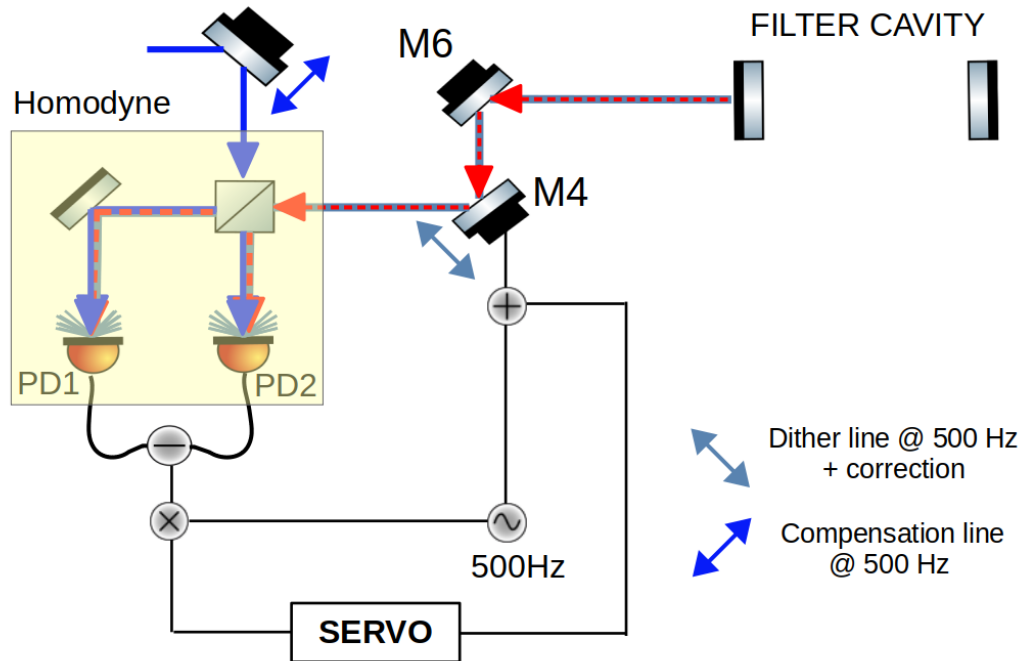 FILTER CAVITY
M6
Homodyne
M4
PD1
PD2
Dither line @ 500 Hz
+ correction
500Hz
Compensation line
@ 500 Hz
SERVO